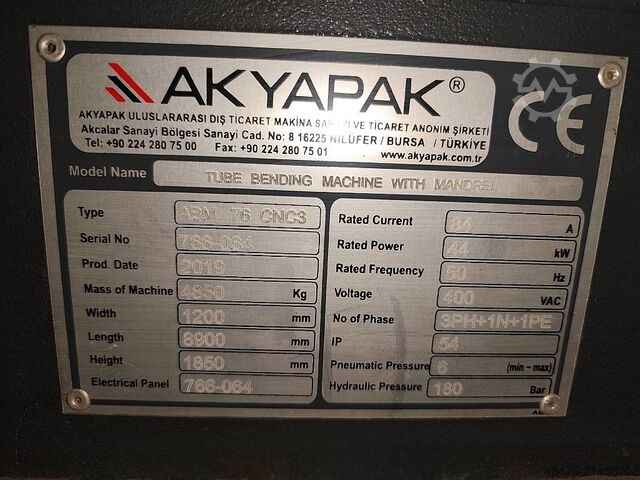 AKYAPAK®
AKYAPAK ULUSLARARASI DIŞ TİCARET MAKİNA SANAYİ VE TİCARET ANONİM ŞİRKETİ
Akcalar Sanayi Bölgesi Sanayi Cad. No: 8 16225 NİLÜFER / BURSA / TÜRKİYE
Tel: +90 224 280 75 00 Fax: +90 224 280 75 01
www.akyapak.com.tr
CE
Model Name TUBE BENDING MACHINE WITH MANDREL
Type ABM 76 CNC3
Serial No 766-064
Prod. Date 2019
Mass of Machine 4850 Kg
Width 1200 mm
Length 8900 mm
Height 1850 mm
Electrical Panel 766-064
Rated Current 84 A
Rated Power 44 kW
Rated Frequency 50 Hz
Voltage 400 VAC
No of Phase 3PH+1N+1PE
IP 54
Pneumatic Pressure 6 (min ~ max)
Hydraulic Pressure 180 Bar